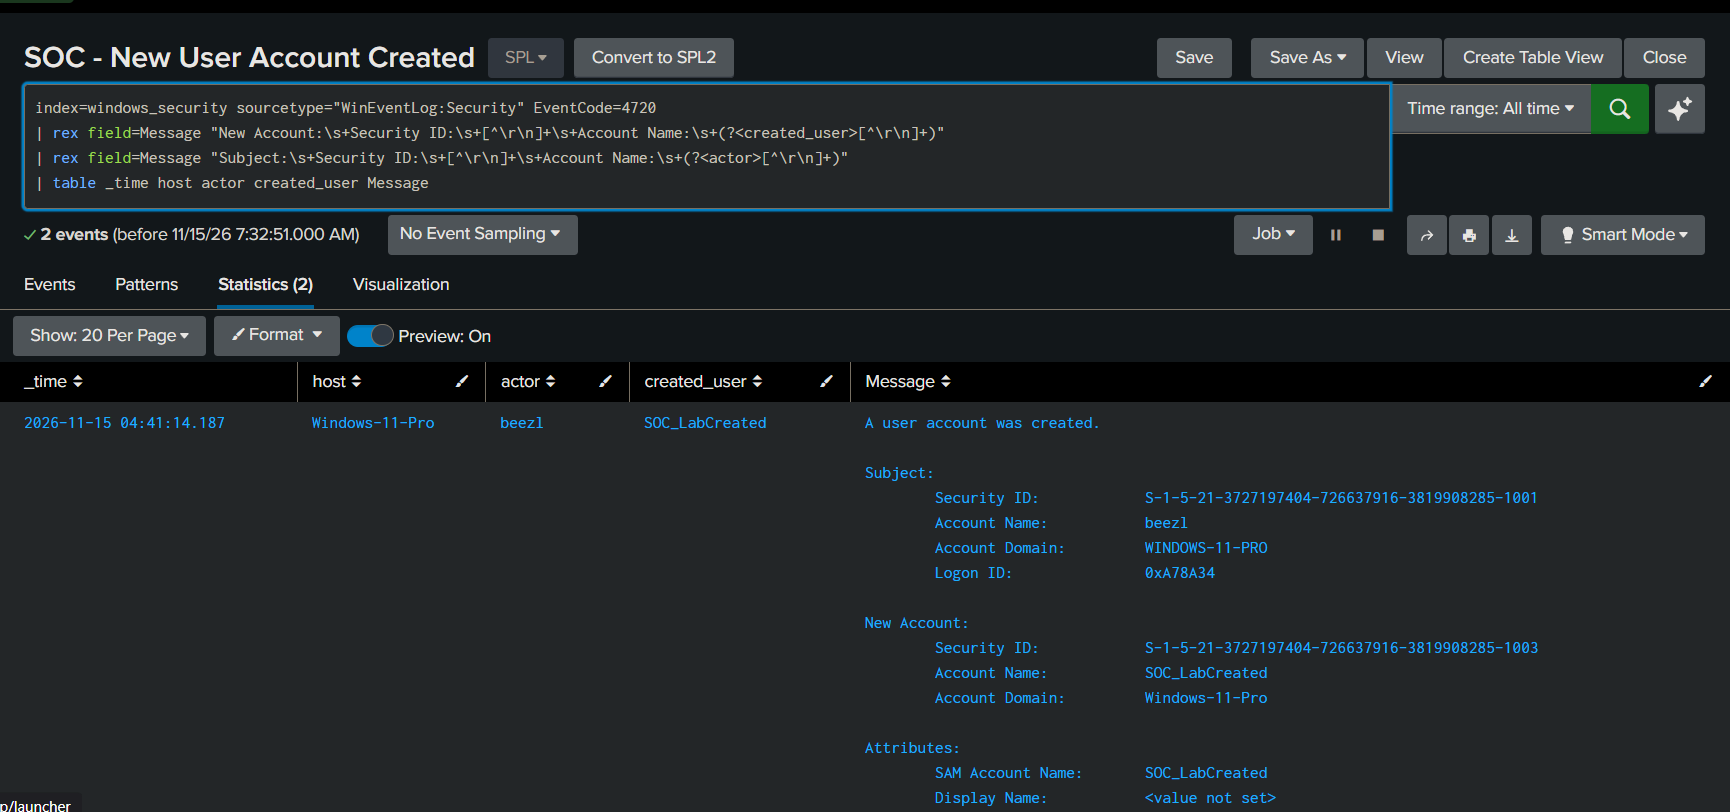 SOC - New User Account Created SPL Convert to SPL2 Save Save As View Create Table View Close
index=windows_security sourcetype="WinEventLog:Security" EventCode=4720
| rex field=Message "New Account:\s+Security ID:\s+[^\r\n]+\s+Account Name:\s+(?<created_user>[^\r\n]+)"
| rex field=Message "Subject:\s+Security ID:\s+[^\r\n]+\s+Account Name:\s+(?<actor>[^\r\n]+)"
| table _time host actor created_user Message
Time range: All time
2 events (before 11/15/26 7:32:51.000 AM) No Event Sampling Job Smart Mode
Events Patterns Statistics (2) Visualization
Show: 20 Per Page Format Preview: On
_time host actor created_user Message
2026-11-15 04:41:14.187 Windows-11-Pro beezl SOC_LabCreated A user account was created.
Subject:
Security ID: S-1-5-21-3727197404-726637916-3819908285-1001
Account Name: beezl
Account Domain: WINDOWS-11-PRO
Logon ID: 0xA78A34
New Account:
Security ID: S-1-5-21-3727197404-726637916-3819908285-1003
Account Name: SOC_LabCreated
Account Domain: Windows-11-Pro
Attributes:
SAM Account Name: SOC_LabCreated
Display Name: <value not set>
p/launcher